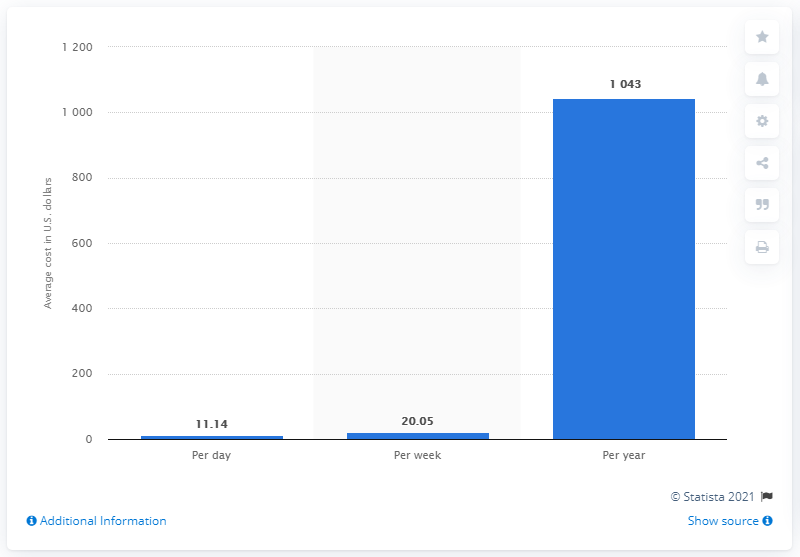 1 200
1 000
800
600
400
200
0
Average cost in U.S. dollars
11.14
20.05
1 043
Per day
Per week
Per year
© Statista 2021
Additional Information
Show source